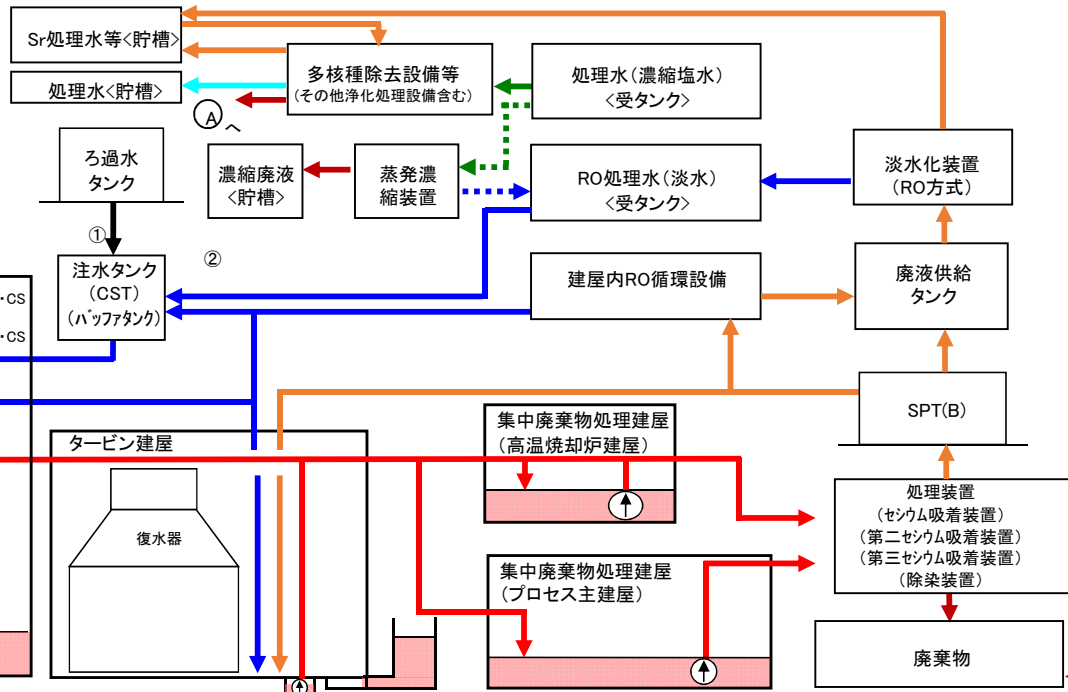 Sr処理水等<貯槽>
処理水<貯槽>
多核種除去設備等
(その他浄化処理設備含む)
処理水(濃縮塩水)
<受タンク>
A
へ
ろ過水
タンク
濃縮廃液
<貯槽>
蒸発濃
縮装置
RO処理水(淡水)
<受タンク>
淡水化装置
(RO方式)
①
②
注水タンク
(CST)
(バッファタンク)
建屋内RO循環設備
廃液供給
タンク
・CS
・CS
SPT(B)
タービン建屋
復水器
集中廃棄物処理建屋
(高温焼却炉建屋)
処理装置
(セシウム吸着装置)
(第二セシウム吸着装置)
(第三セシウム吸着装置)
(除染装置)
集中廃棄物処理建屋
(プロセス主建屋)
廃棄物